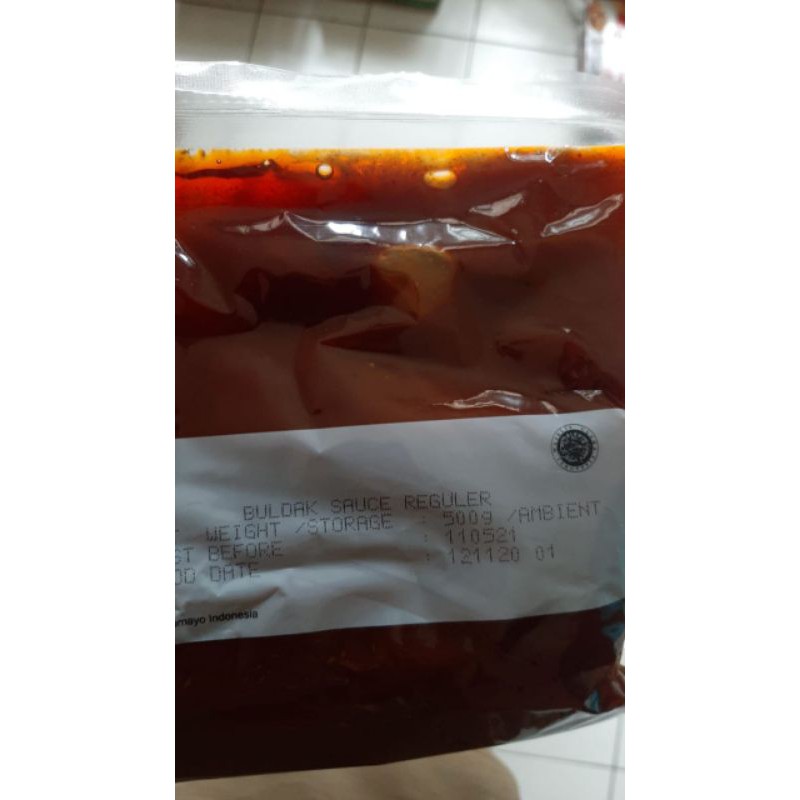 BULDAK SAUCE REGULER
WEIGHT /STORAGE : 500g /AMBIENT
ST BEFORE : 110521
OD DATE : 121120 01
mayo Indonesia